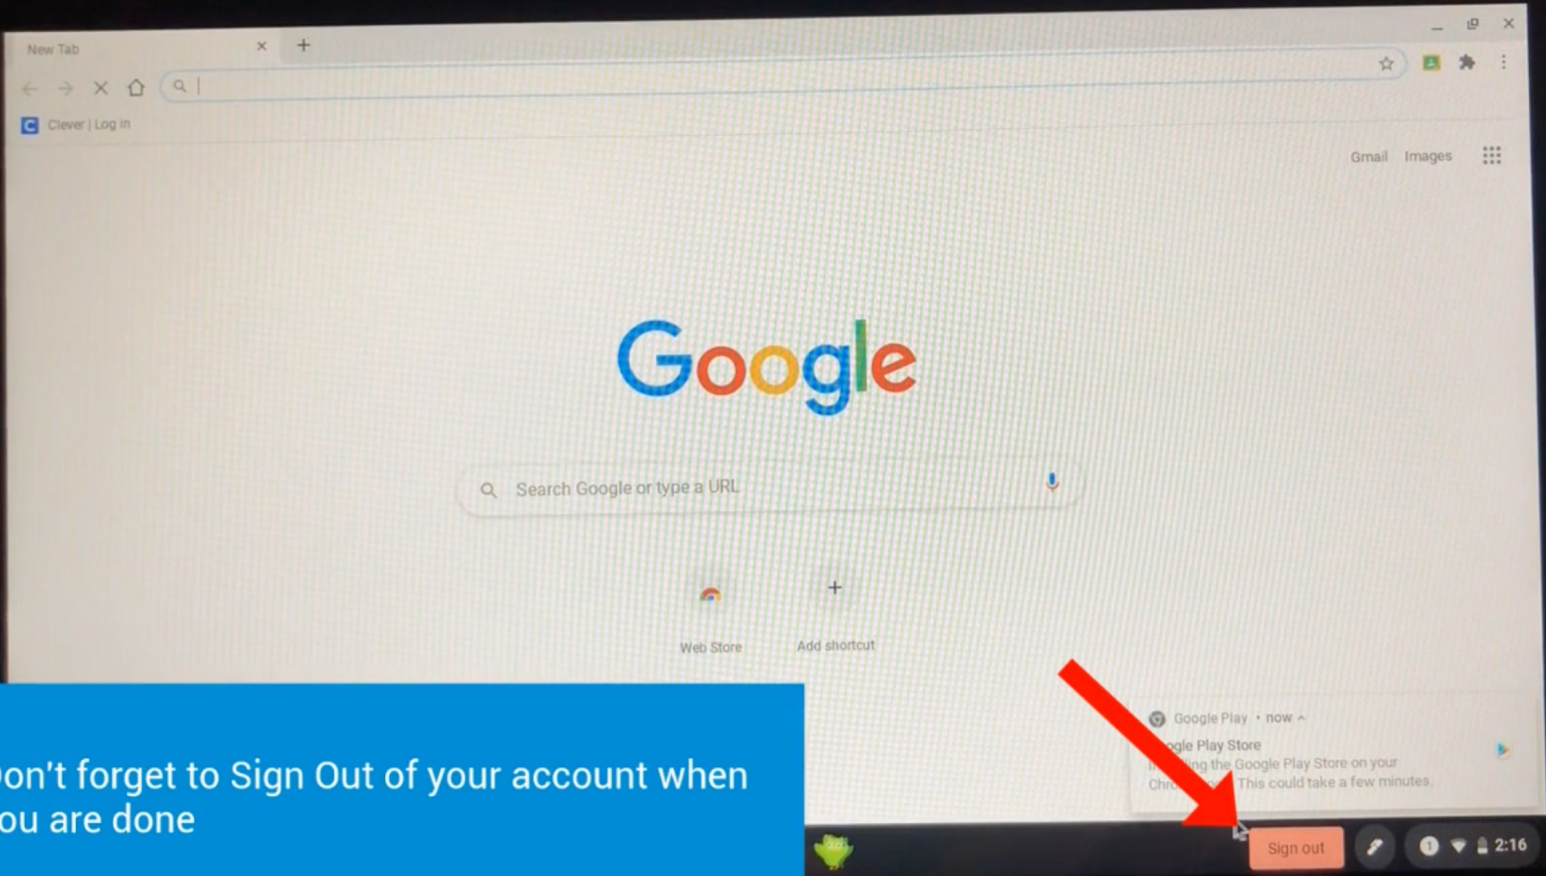 New Tab
Clever | Log in
Gmail Images
Google
Search Google or type a URL
Web Store Add shortcut
Google Play • now
ogle Play Store
ing the Google Play Store on your
This could take a few minutes.
on't forget to Sign Out of your account when
ou are done
Sign out
1
2:16